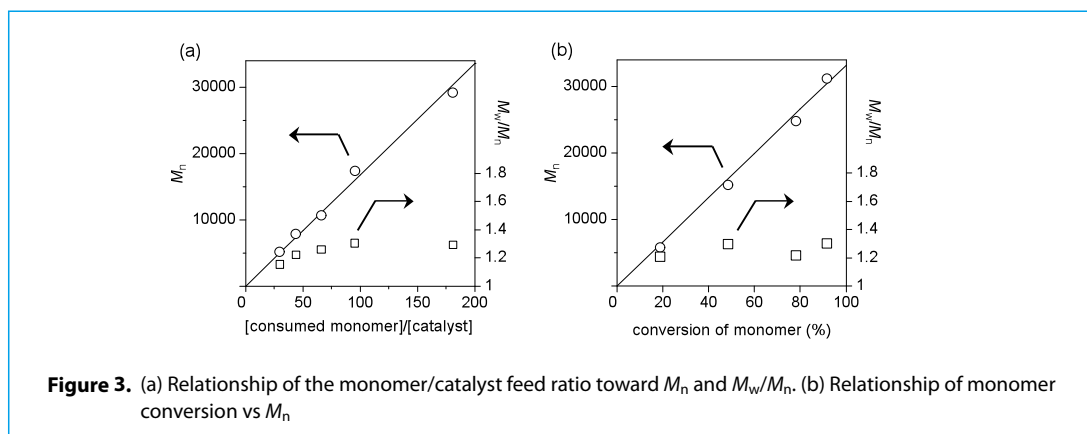 (a)
30000
20000
10000
Mn
Mw/Mn
1.8
1.6
1.4
1.2
1
0 50 100 150 200
[consumed monomer]/[catalyst]
(b)
30000
20000
10000
Mn
Mw/Mn
1.8
1.6
1.4
1.2
1
0 20 40 60 80 100
conversion of monomer (%)
Figure 3. (a) Relationship of the monomer/catalyst feed ratio toward Mn and Mw/Mn. (b) Relationship of monomer
conversion vs Mn